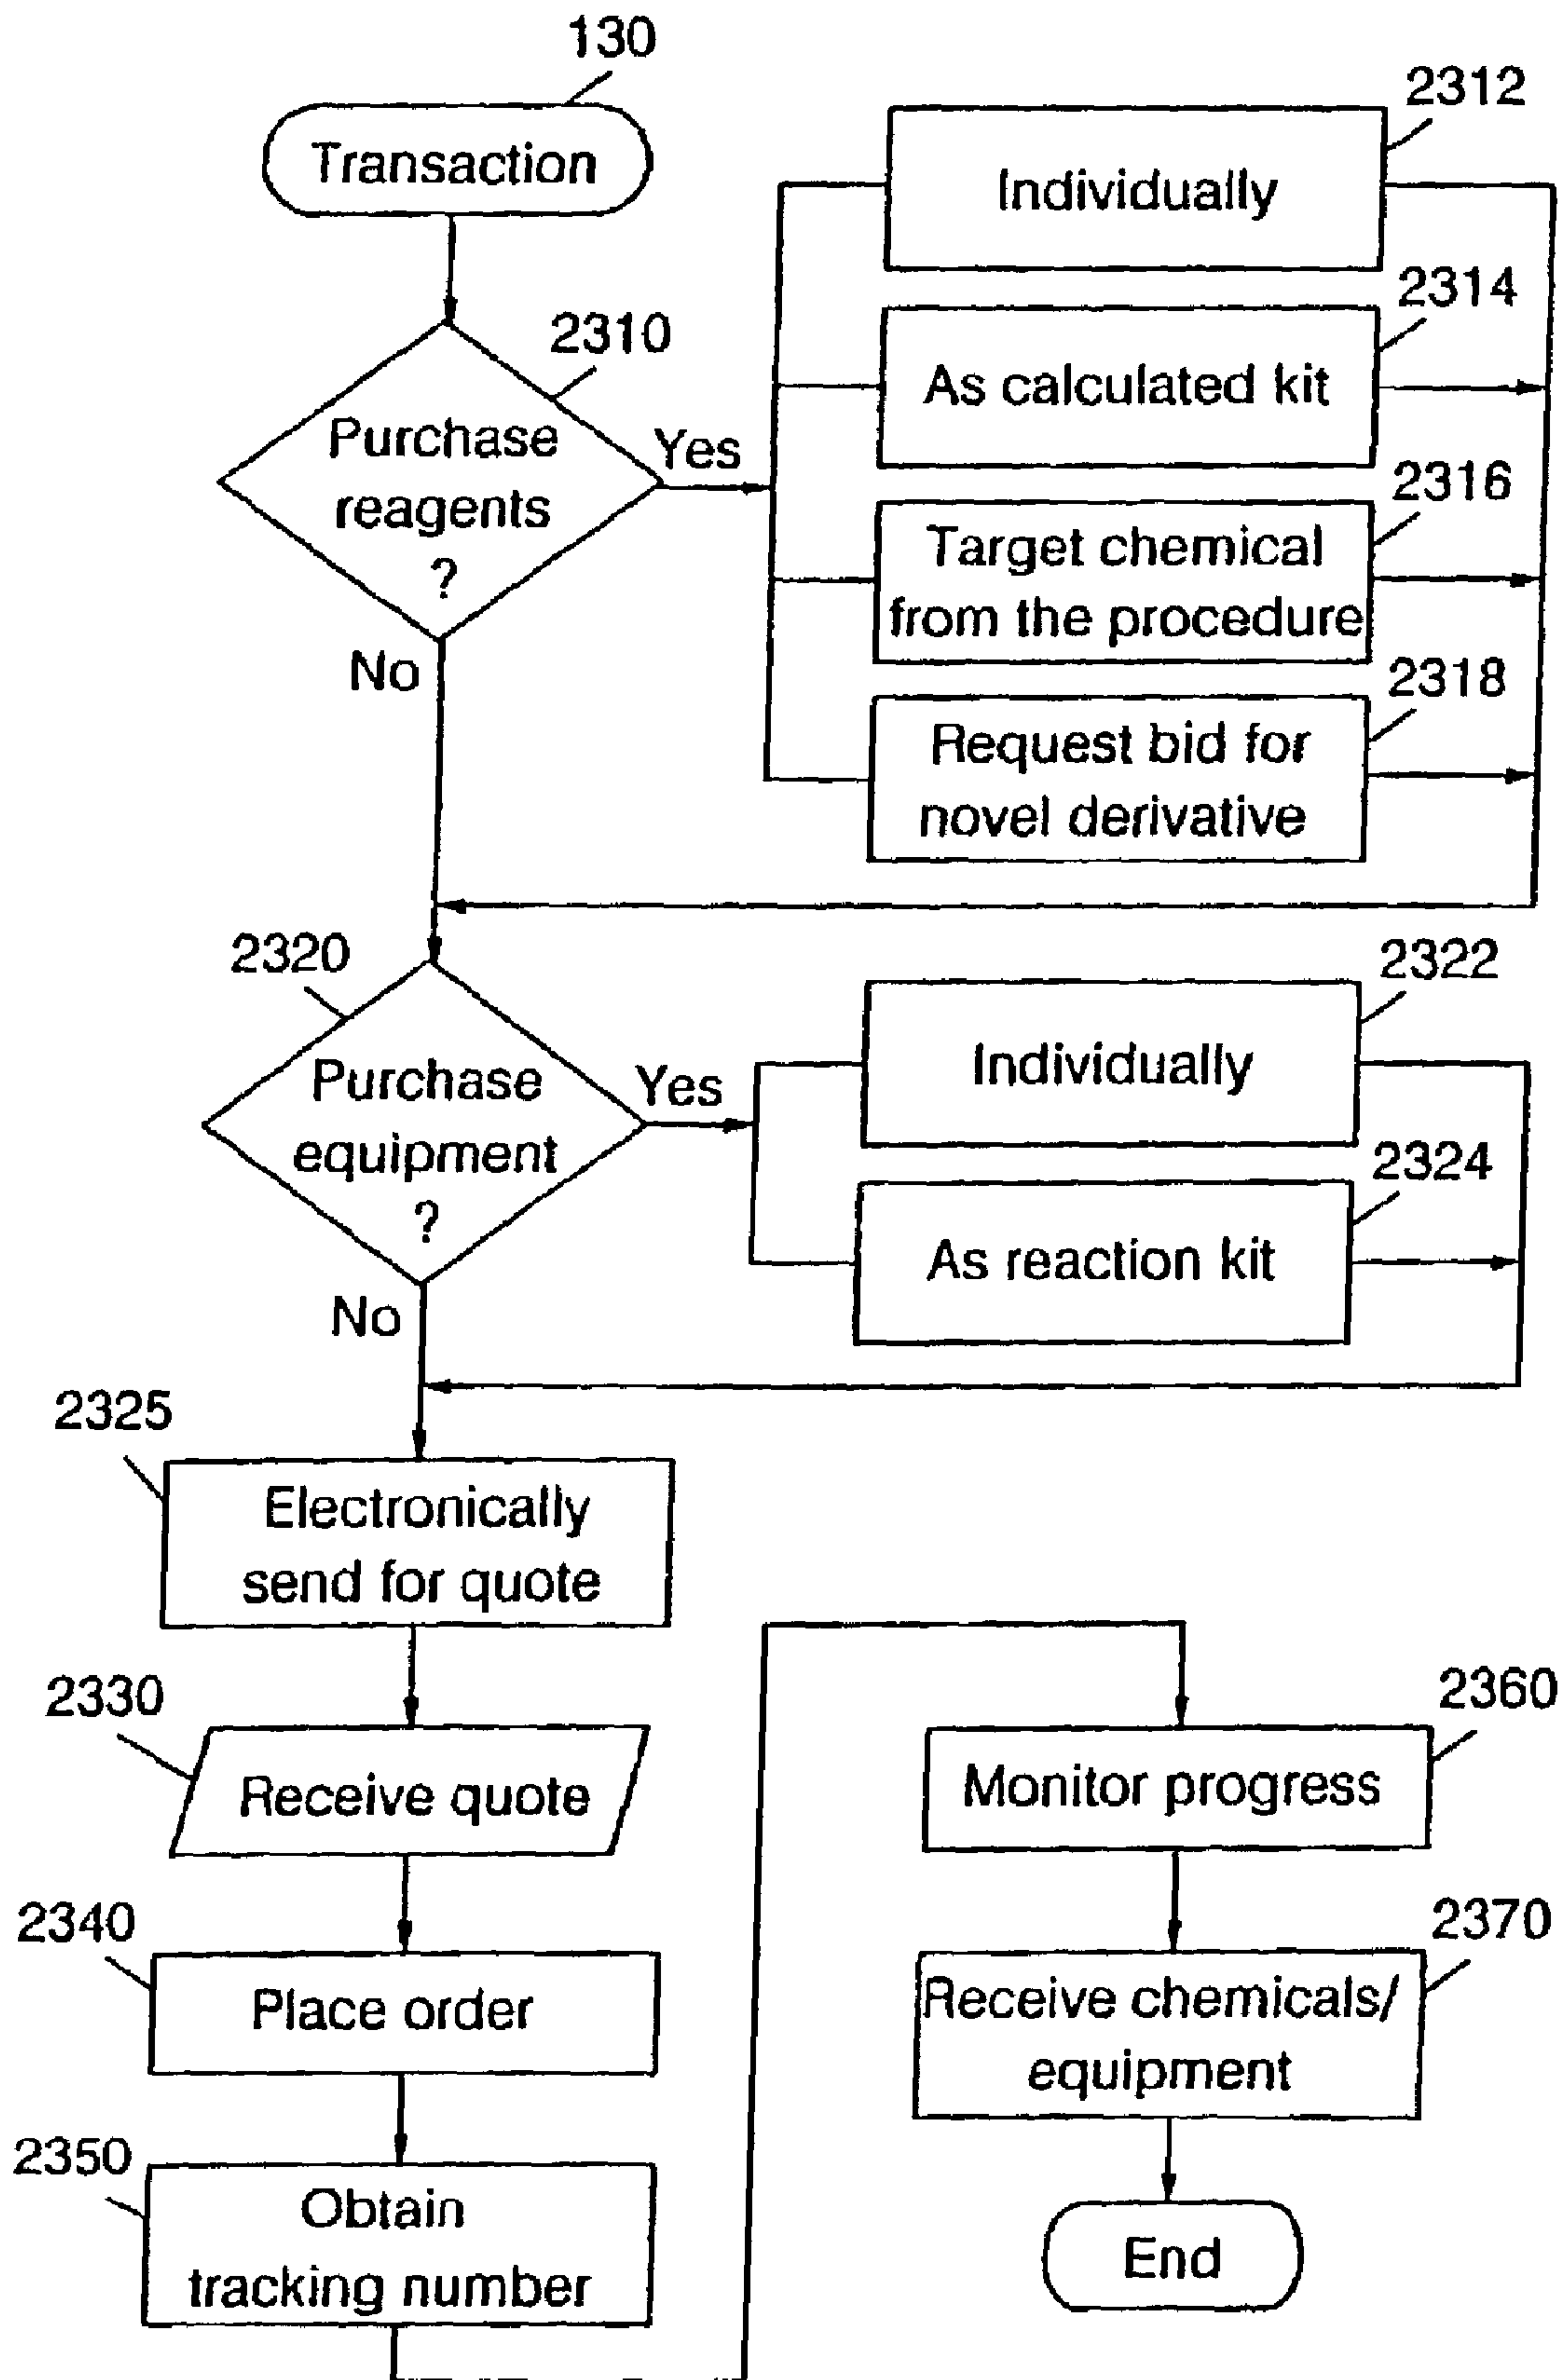 130
Transaction
2310
Purchase
reagents
?
Yes
No
2312
Individually
2314
As calculated kit
2316
Target chemical
from the procedure
2318
Request bid for
novel derivative
2320
Purchase
equipment
?
Yes
No
2322
Individually
2324
As reaction kit
2325
Electronically
send for quote
2330
Receive quote
2340
Place order
2350
Obtain
tracking number
2360
Monitor progress
2370
Receive chemicals/
equipment
End